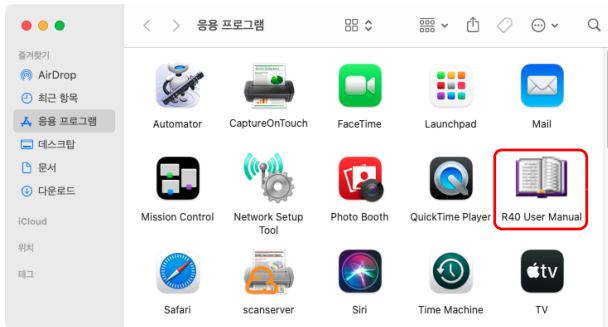 응용 프로그램
즐겨찾기
AirDrop
최근 항목
응용 프로그램
데스크탑
문서
다운로드
iCloud
위치
태그
Automator
CaptureOnTouch
FaceTime
Launchpad
Mail
Mission Control
Network Setup
Tool
Photo Booth
QuickTime Player
R40 User Manual
Safari
scanserver
Siri
Time Machine
tv
TV